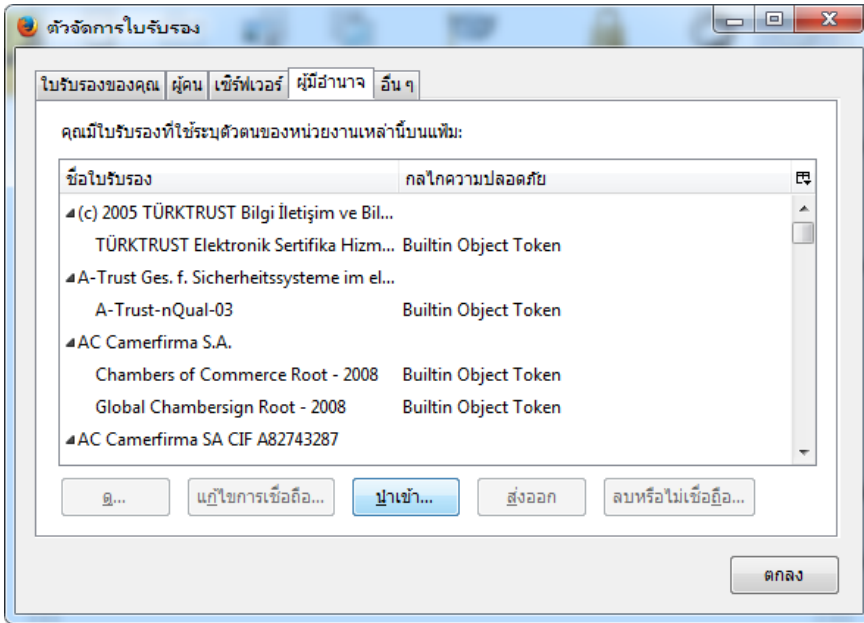 ตัวจัดการใบรับรอง
ใบรับรองของคุณ ผู้คน เซิร์ฟเวอร์ ผู้มีอำนาจ อื่น ๆ
คุณมีใบรับรองที่ใช้ระบุตัวตนของหน่วยงานเหล่านี้บนแฟ้ม:
ชื่อใบรับรอง กลไกความปลอดภัย
(c) 2005 TÜRKTRUST Bilgi İletişim ve Bil...
TÜRKTRUST Elektronik Sertifika Hizm... Builtin Object Token
A-Trust Ges. f. Sicherheitssysteme im el...
A-Trust-nQual-03 Builtin Object Token
AC Camerfirma S.A.
Chambers of Commerce Root - 2008 Builtin Object Token
Global Chambersign Root - 2008 Builtin Object Token
AC Camerfirma SA CIF A82743287
ดู... แก้ไขการเชื่อถือ... นำเข้า... ส่งออก ลบหรือไม่เชื่อถือ...
ตกลง